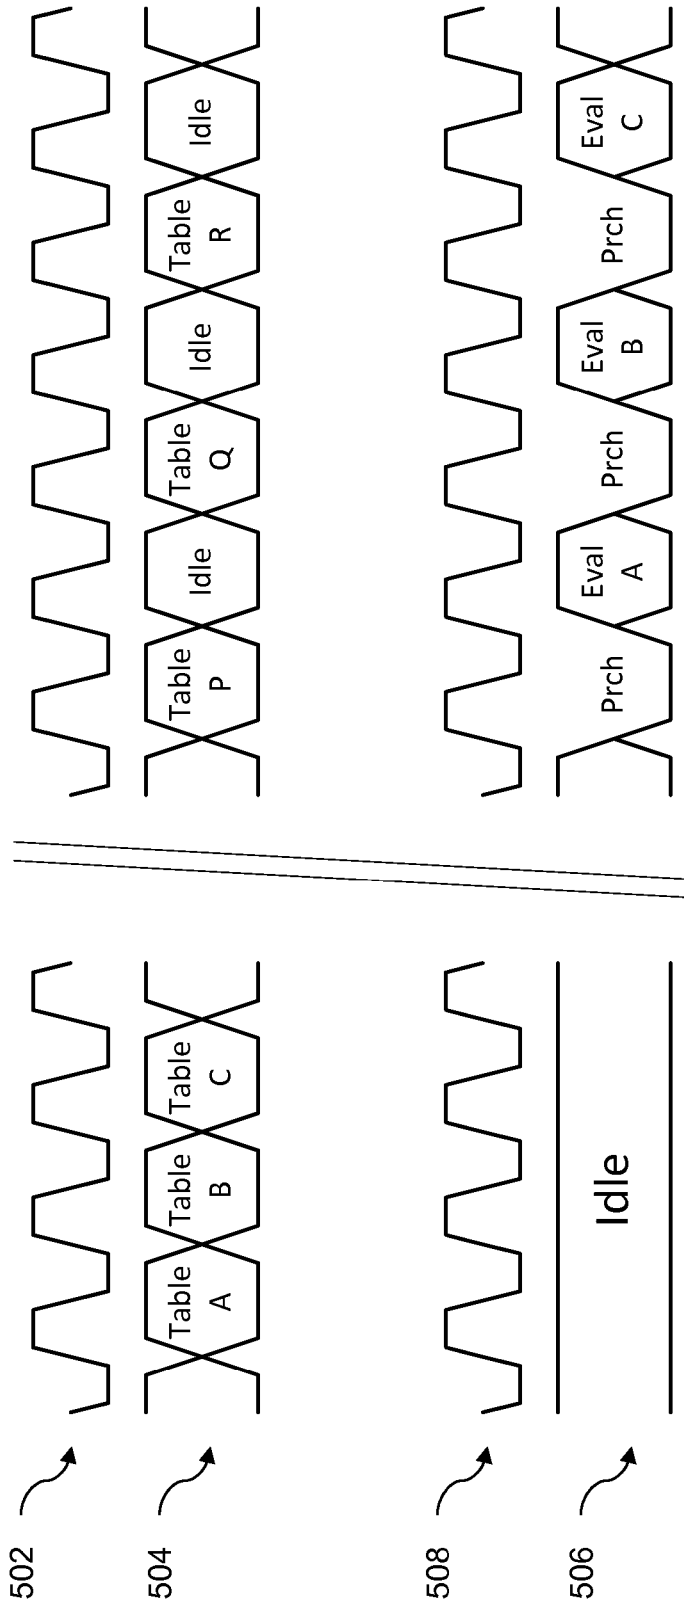 502
504
Table
A
Table
B
Table
C
Table
P
Idle
Table
Q
Idle
Table
R
Idle
508
506
Idle
Prch
Eval
A
Prch
Eval
B
Prch
Eval
C